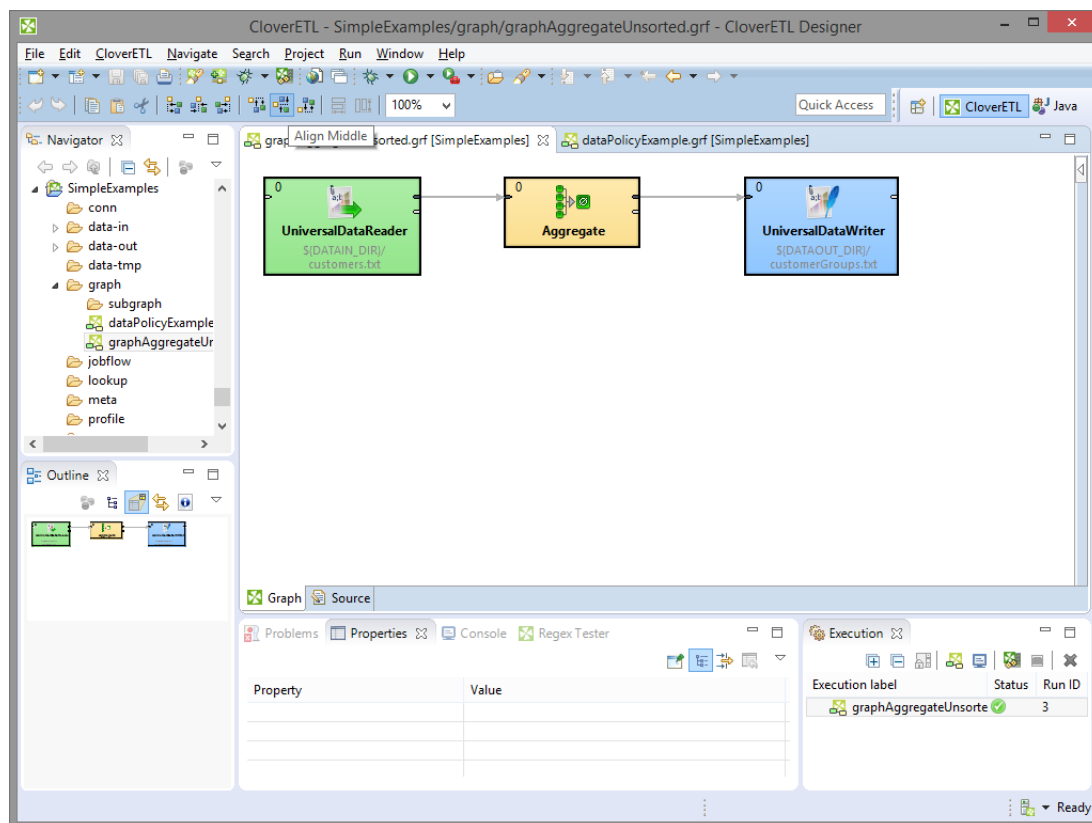 CloverETL - SimpleExamples/graph/graphAggregateUnsorted.grf - CloverETL Designer
File Edit CloverETL Navigate Search Project Run Window Help
100%
Quick Access
CloverETL
Java
Navigator
Align Middle
sorted.grf [SimpleExamples]
dataPolicyExample.grf [SimpleExamples]
SimpleExamples
conn
data-in
data-out
data-tmp
graph
subgraph
dataPolicyExample
graphAggregateUr
jobflow
lookup
meta
profile
0
UniversalDataReader
${DATAIN_DIR}/
customers.txt
0
Aggregate
0
UniversalDataWriter
${DATAOUT_DIR}/
customerGroups.txt
Outline
Graph
Source
Problems
Properties
Console
Regex Tester
Property Value
Execution
Execution label Status Run ID
graphAggregateUnsorte 3
Ready